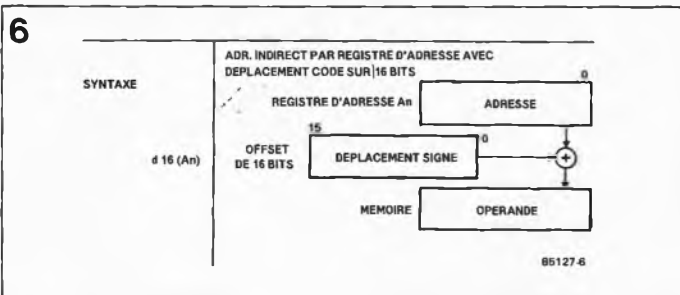 6
ADR. INDIRECT PAR REGISTRE D'ADRESSE AVEC
DEPLACEMENT CODE SUR 16 BITS
SYNTAXE
0
REGISTRE D'ADRESSE An
ADRESSE
15
0
OFFSET
DE 16 BITS
d 16 (An)
DEPLACEMENT SIGNE
+
MEMOIRE
OPERANDE
85127-6